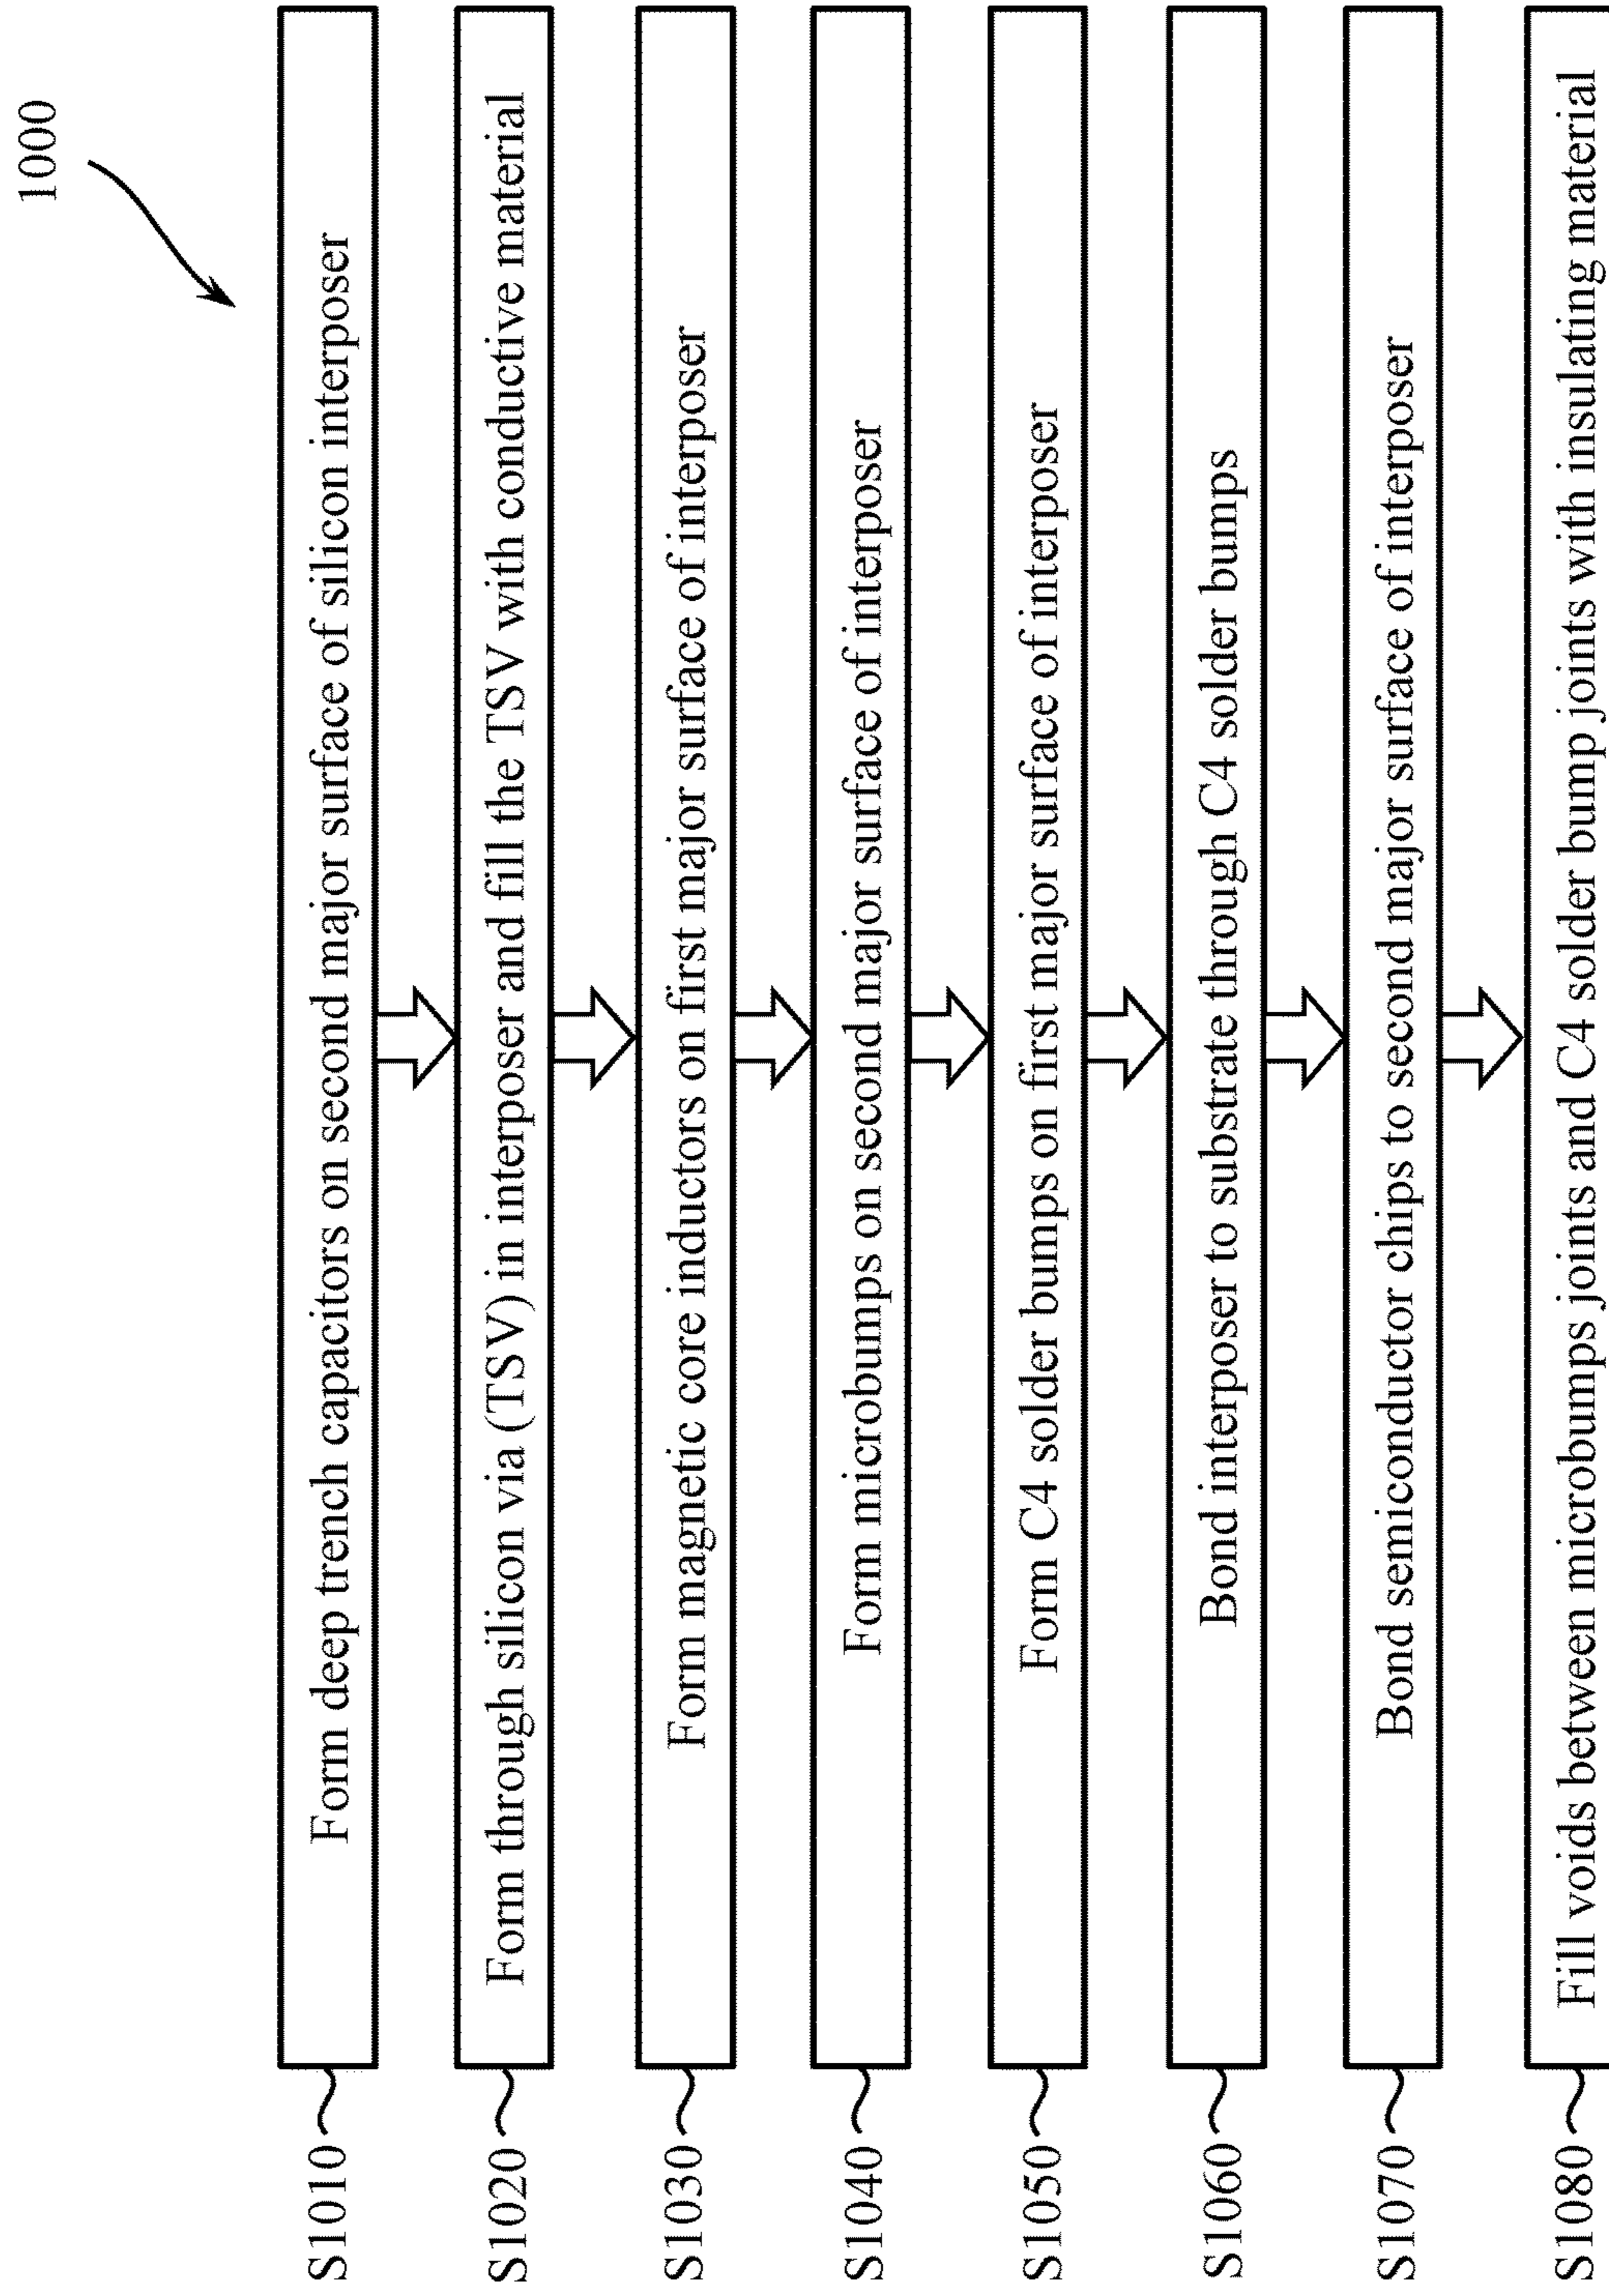 1000
S1010 Form deep trench capacitors on second major surface of silicon interposer
S1020 Form through silicon via (TSV) in interposer and fill the TSV with conductive material
S1030 Form magnetic core inductors on first major surface of interposer
S1040 Form microbumps on second major surface of interposer
S1050 Form C4 solder bumps on first major surface of interposer
S1060 Bond interposer to substrate through C4 solder bumps
S1070 Bond semiconductor chips to second major surface of interposer
S1080 Fill voids between microbumps joints and C4 solder bump joints with insulating material